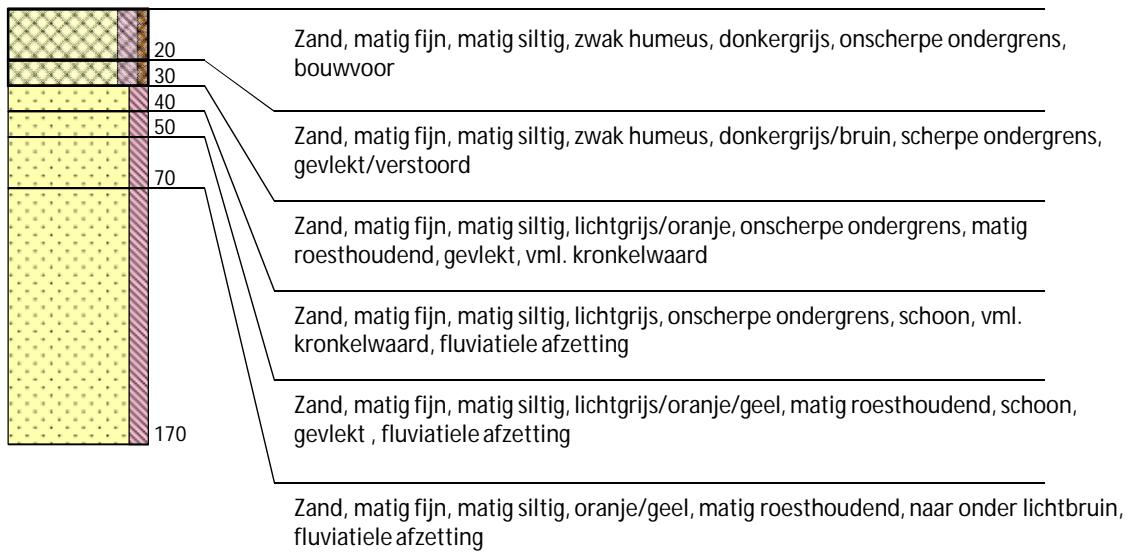 Zand, matig fijn, matig siltig, zwak humeus, donkergrijs, onscherpe ondergrens,
bouwvoor
20
Zand, matig fijn, matig siltig, zwak humeus, donkergrijs/bruin, scherpe ondergrens,
gevlekt/verstoord
30
Zand, matig fijn, matig siltig, lichtgrijs/oranje, onscherpe ondergrens, matig
roesthoudend, gevlekt, vml. kronkelwaard
40
Zand, matig fijn, matig siltig, lichtgrijs, onscherpe ondergrens, schoon, vml.
kronkelwaard, fluviatiele afzetting
50
Zand, matig fijn, matig siltig, lichtgrijs/oranje/geel, matig roesthoudend, schoon,
gevlekt , fluviatiele afzetting
70
Zand, matig fijn, matig siltig, oranje/geel, matig roesthoudend, naar onder lichtbruin,
fluviatiele afzetting
170